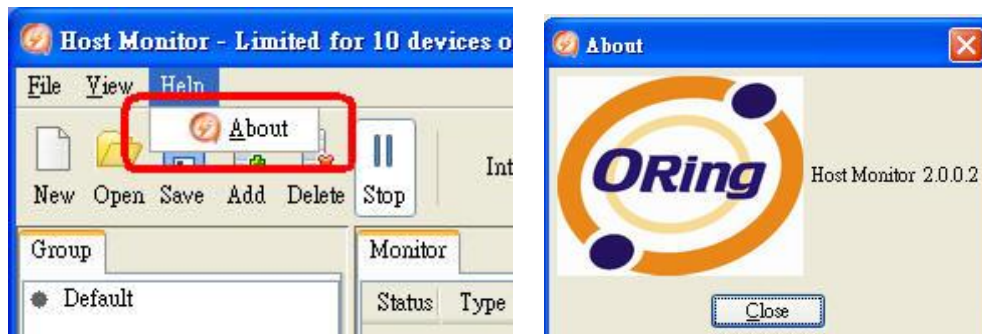 Host Monitor - Limited for 10 devices o
File View Help
About
New Open Save Add Delete Stop
Int
Group
Monitor
Default
Status Type
About
ORing
Host Monitor 2.0.0.2
Close